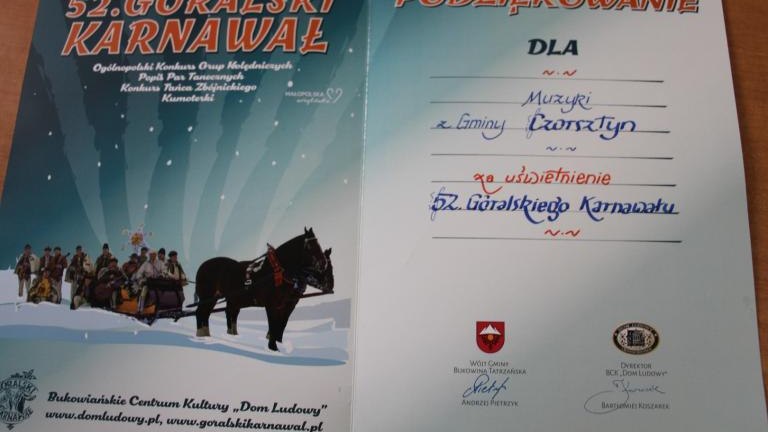 52. GÓRALSKI
KARNAWAŁ
Ogólnopolski Konkurs Grup Kolędniczych
Popis Par Tanecznych
Konkurs Tańca Zbójnickiego
Kumoterki
MAŁOPOLSKA
GÓRALSKI
KARNAWAŁ
Bukowiańskie Centrum Kultury „Dom Ludowy”
www.domludowy.pl, www.goralskikarnawal.pl
PODZIĘKOWANIE
DLA
Muzyki
z Gminy Czorsztyn
za uświetnienie
52. Góralskiego Karnawału
WÓJT GMINY
BUKOWINA TATRZAŃSKA
ANDRZEJ PIETRZYK
DYREKTOR
BCK „DOM LUDOWY”
BARTŁOMIEJ KOSZAREK